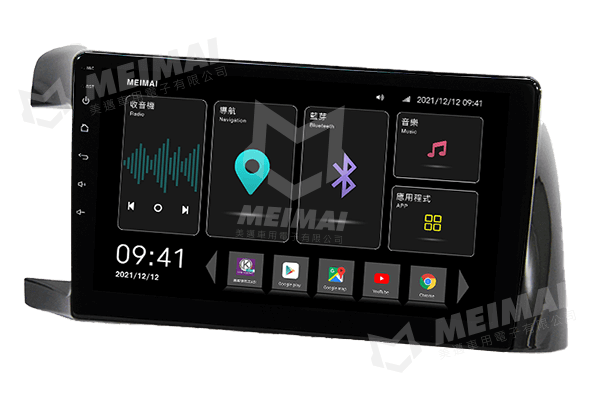 MEIMAI
美邁車用電子有限公司
MIC
RST
MEIMAI
2021/12/12 09:41
收音機
Radio
導航
Navigation
藍芽
Bluetooth
音樂
Music
應用程式
APP
MEIMAI
美邁車用電子有限公司
09:41
2021/12/12
Google play
Google map
YouTube
Chrome
MEIMAI
美邁車用電子有限公司